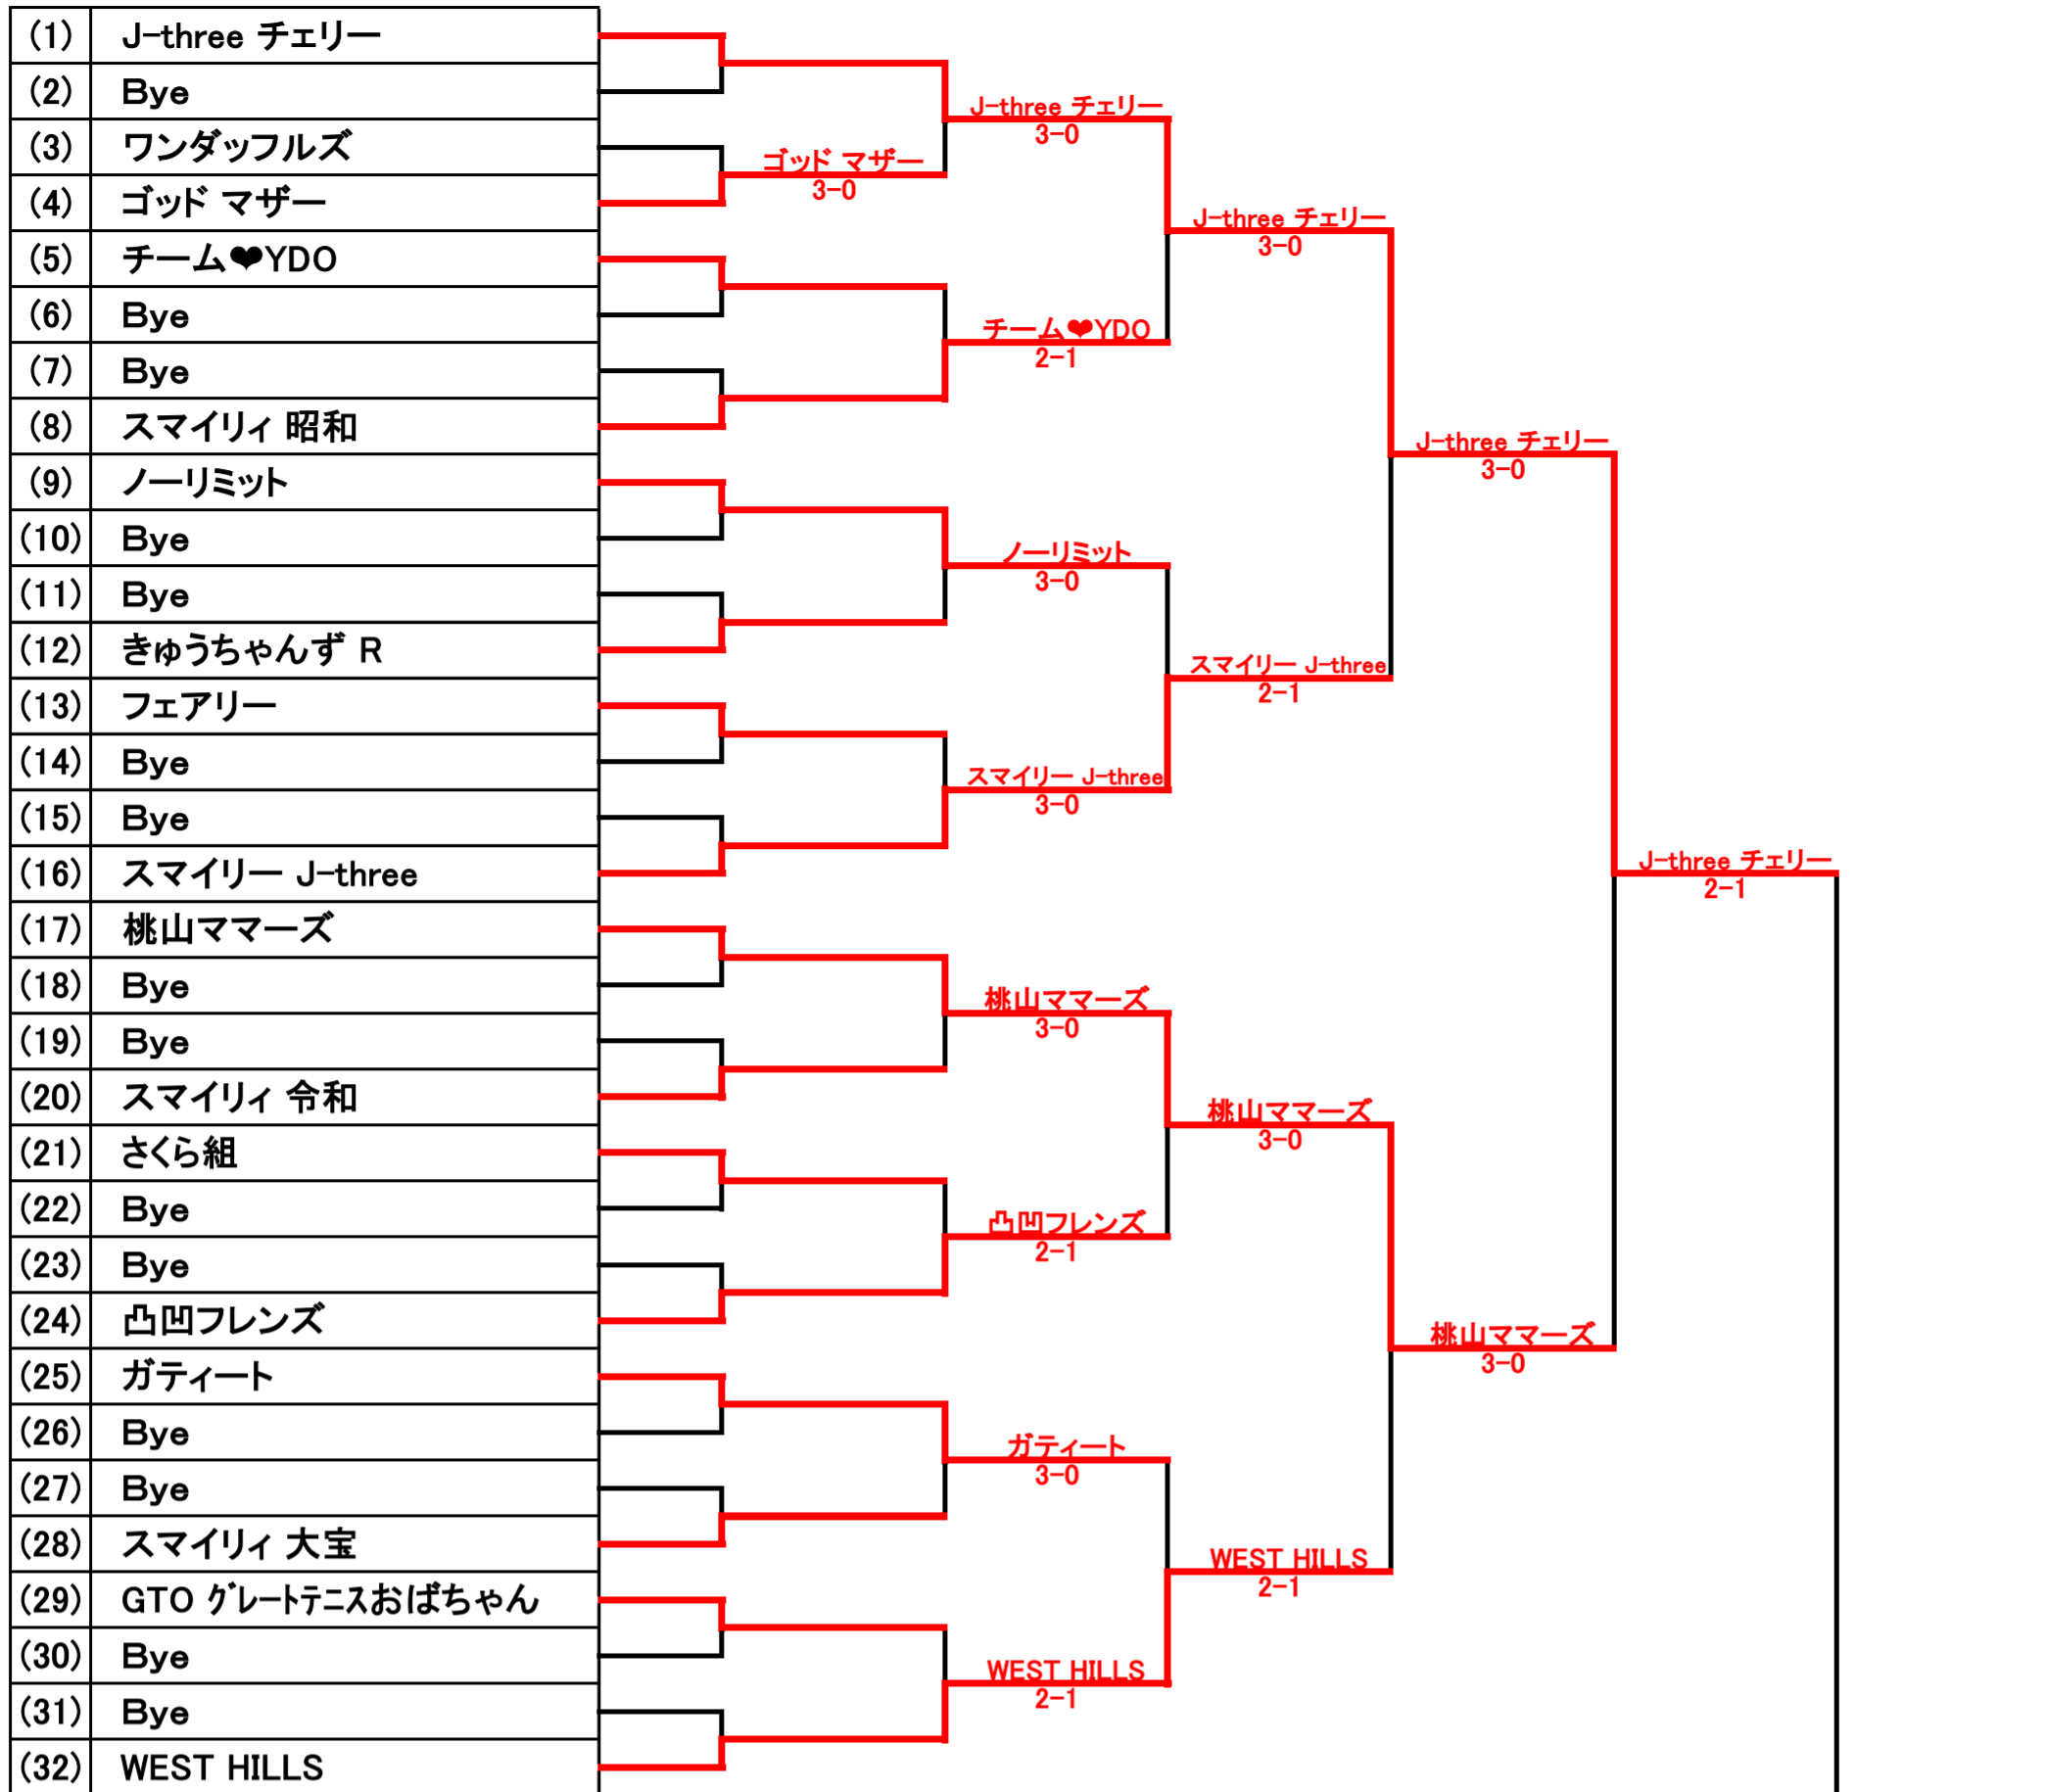 (1) J-three チェリー
(2) Bye
(3) ワンダッフルズ
(4) ゴッド マザー
(5) チーム❤YDO
(6) Bye
(7) Bye
(8) スマイリィ 昭和
(9) ノーリミット
(10) Bye
(11) Bye
(12) きゅうちゃんず R
(13) フェアリー
(14) Bye
(15) Bye
(16) スマイリー J-three
(17) 桃山ママーズ
(18) Bye
(19) Bye
(20) スマイリィ 令和
(21) さくら組
(22) Bye
(23) Bye
(24) 凸凹フレンズ
(25) ガティート
(26) Bye
(27) Bye
(28) スマイリィ 大宝
(29) GTO グレートテニスおばちゃん
(30) Bye
(31) Bye
(32) WEST HILLS
ゴッド マザー
3-0
J-three チェリー
3-0
チーム❤YDO
2-1
ノーリミット
3-0
スマイリー J-three
3-0
桃山ママーズ
3-0
凸凹フレンズ
2-1
ガティート
3-0
WEST HILLS
2-1
J-three チェリー
3-0
スマイリー J-three
2-1
桃山ママーズ
3-0
WEST HILLS
2-1
J-three チェリー
3-0
桃山ママーズ
3-0
J-three チェリー
2-1